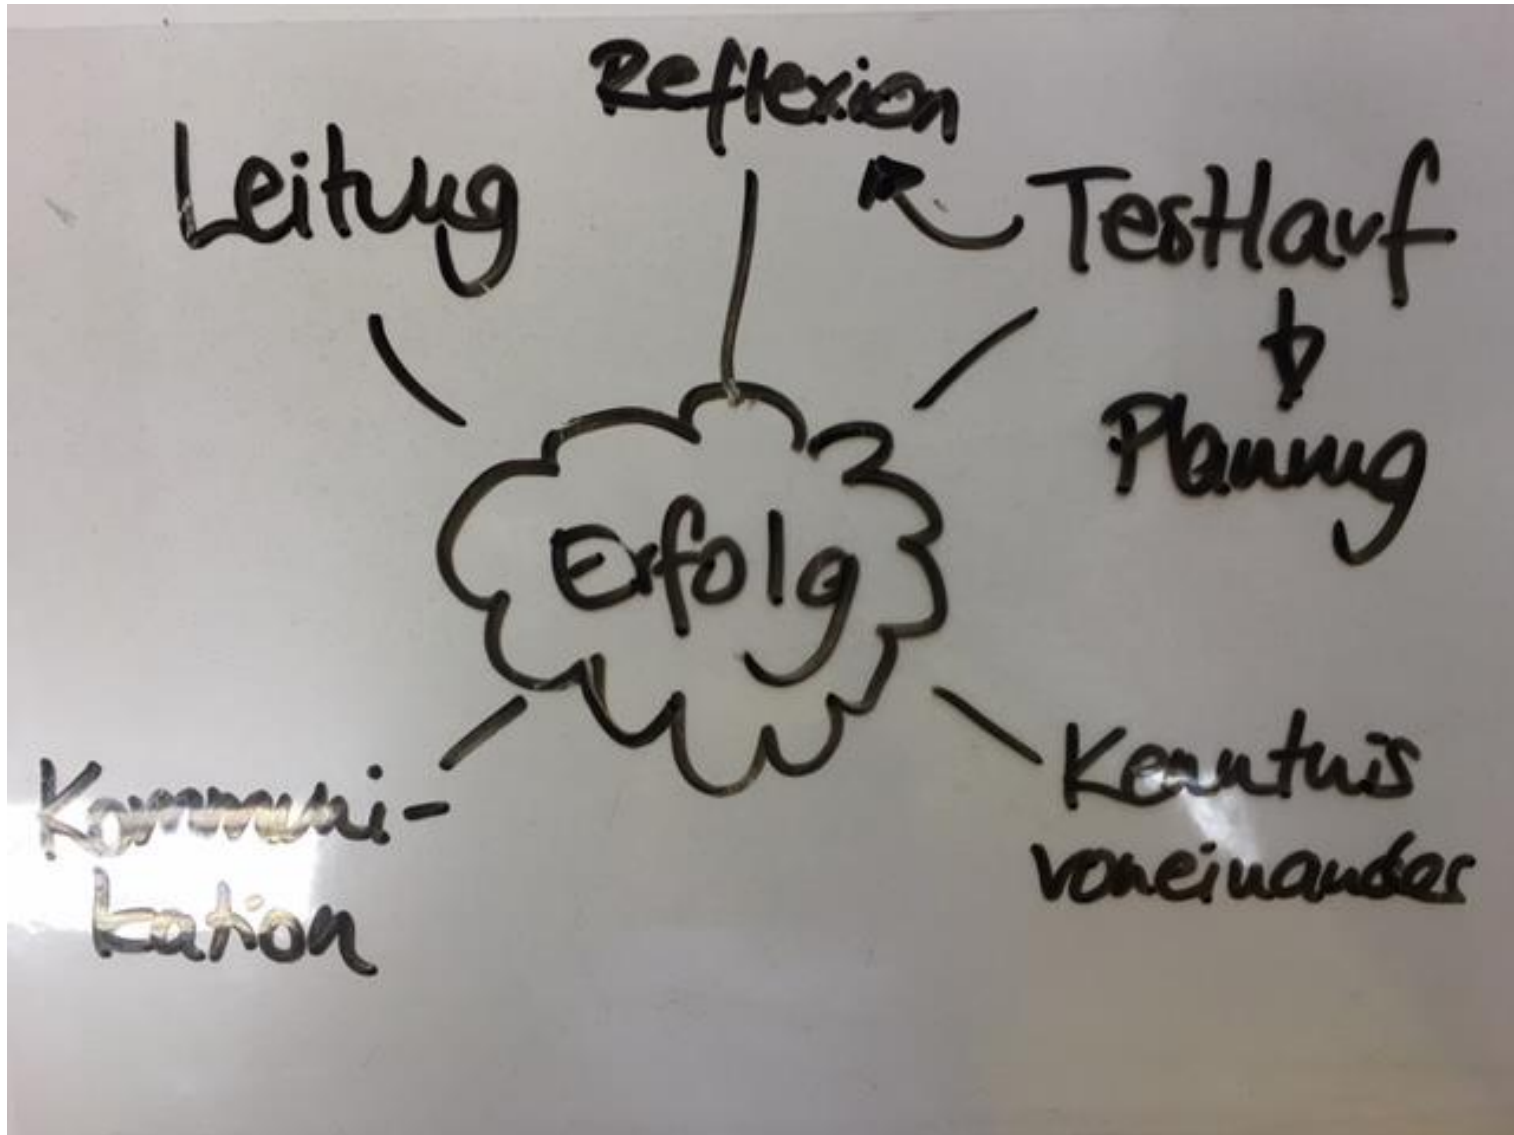 Reflexion
Leitung
Testlauf
Planung
Erfolg
Kommuni-
kation
Kenntnis
voneinander